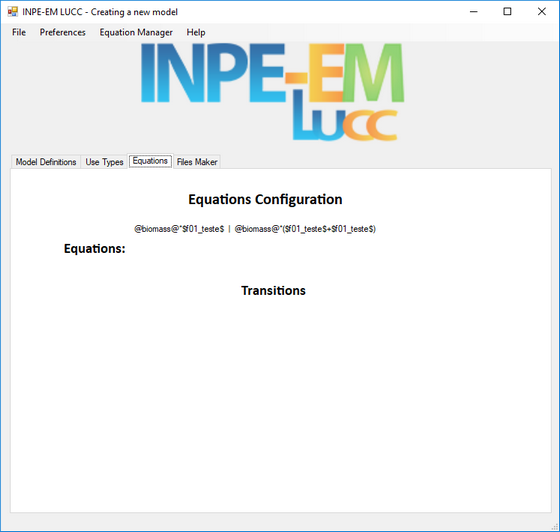 INPE-EM LUCC - Creating a new model
File Preferences Equation Manager Help
INPE-EM
LUCC
Model Definitions Use Types Equations Files Maker
Equations Configuration
@biomass@*$f01_teste$ | @biomass@*($f01_teste$+$f01_teste$)
Equations:
Transitions